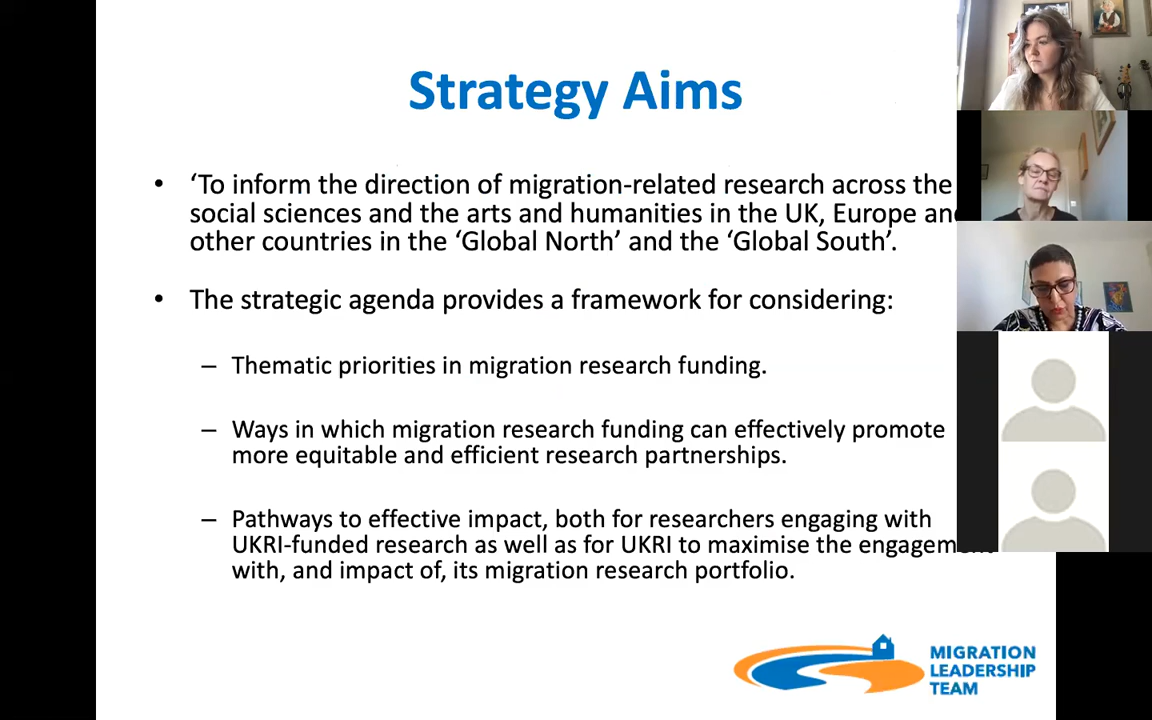 Strategy Aims
• ‘To inform the direction of migration-related research across the
social sciences and the arts and humanities in the UK, Europe and
other countries in the ‘Global North’ and the ‘Global South’.
• The strategic agenda provides a framework for considering:
– Thematic priorities in migration research funding.
– Ways in which migration research funding can effectively promote
more equitable and efficient research partnerships.
– Pathways to effective impact, both for researchers engaging with
UKRI-funded research as well as for UKRI to maximise the engagement
with, and impact of, its migration research portfolio.
MIGRATION
LEADERSHIP
TEAM